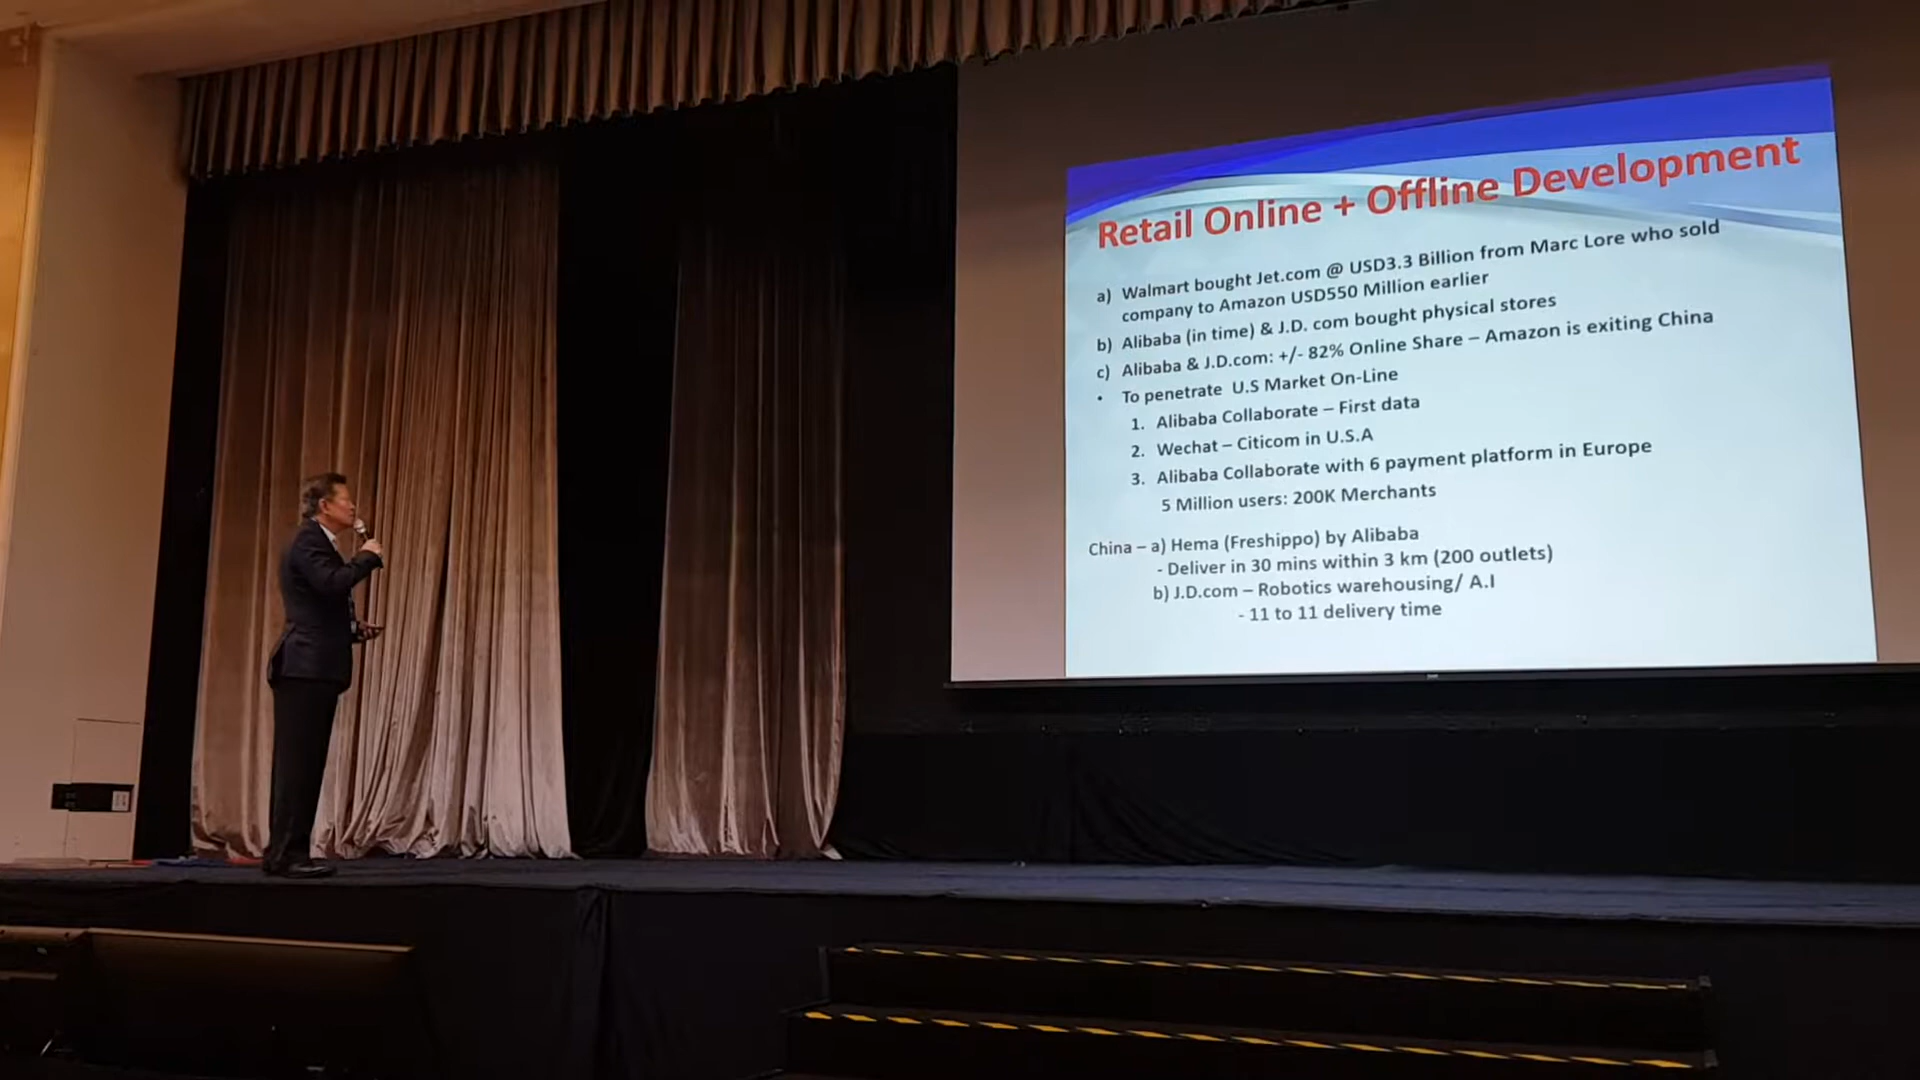 Retail Online + Offline Development
a) Walmart bought Jet.com @ USD3.3 Billion from Marc Lore who sold
company to Amazon USD550 Million earlier
b) Alibaba (in time) & J.D. com bought physical stores
c) Alibaba & J.D.com: +/- 82% Online Share – Amazon is exiting China
• To penetrate U.S Market On-Line
1. Alibaba Collaborate – First data
2. Wechat – Citicom in U.S.A
3. Alibaba Collaborate with 6 payment platform in Europe
5 Million users: 200K Merchants
China – a) Hema (Freshippo) by Alibaba
- Deliver in 30 mins within 3 km (200 outlets)
b) J.D.com – Robotics warehousing/ A.I
- 11 to 11 delivery time